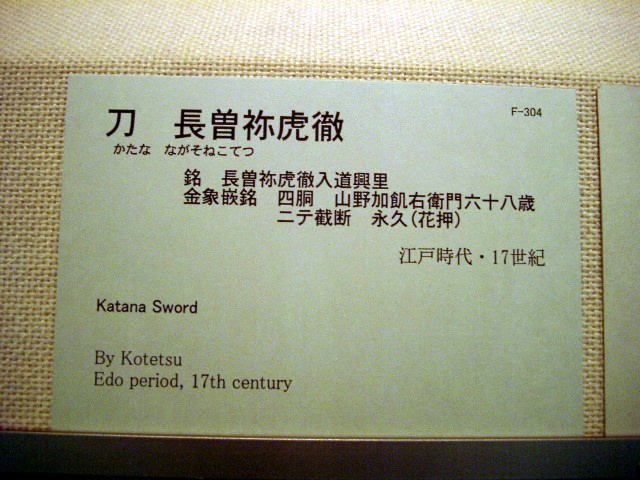 F-304
刀　長曽祢虎徹
かたな　ながそねこてつ
銘　長曽祢虎徹入道興里
金象嵌銘　四胴　山野加飢右衛門六十八歳
ニテ截断　永久(花押)
江戸時代・17世紀
Katana Sword
By Kotetsu
Edo period, 17th century